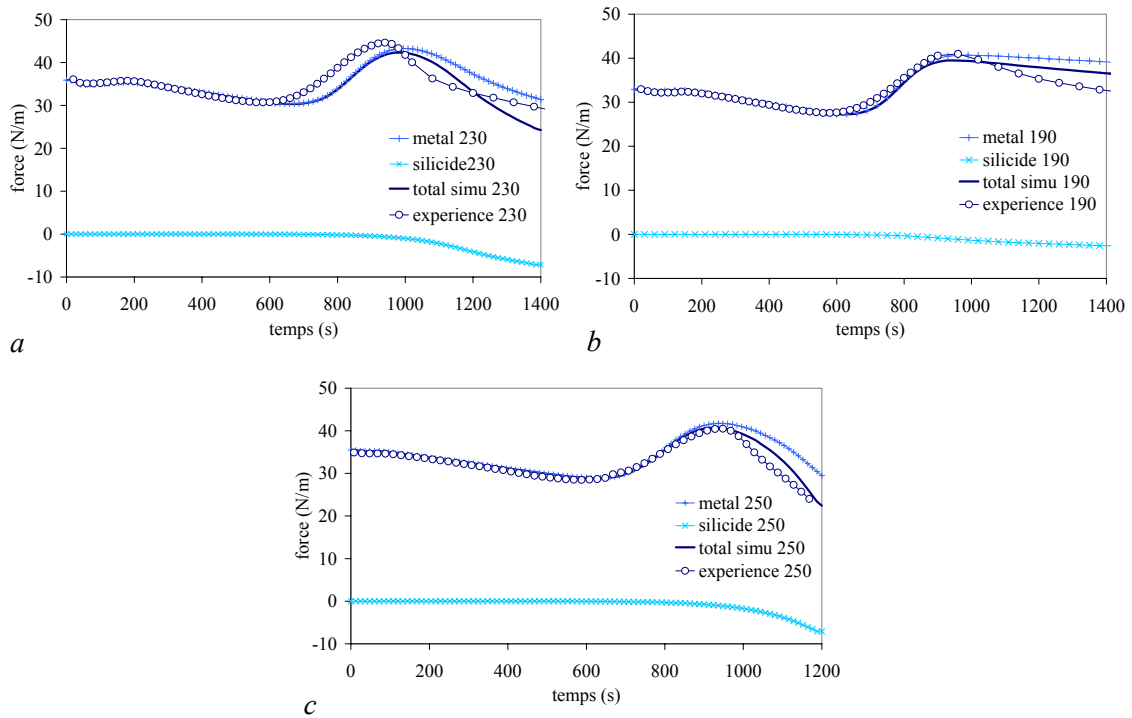 50
40
30
20
10
0
-10
force (N/m)
0 200 400 600 800 1000 1200 1400
temps (s)
metal 230
silicide230
total simu 230
experience 230
a
50
40
30
20
10
0
-10
force (N/m)
0 200 400 600 800 1000 1200 1400
temps (s)
metal 190
silicide 190
total simu 190
experience 190
b
50
40
30
20
10
0
-10
force (N/m)
0 200 400 600 800 1000 1200
temps (s)
metal 250
silicide 250
total simu 250
experience 250
c